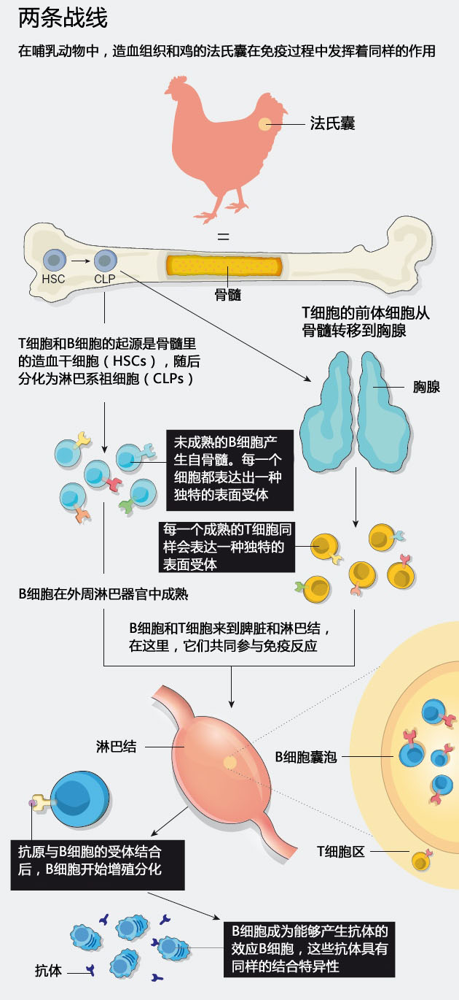 两条战线
在哺乳动物中，造血组织和鸡的法氏囊在免疫过程中发挥着同样的作用
法氏囊
=
HSC
CLP
骨髓
T细胞的前体细胞从
骨髓转移到胸腺
T细胞和B细胞的起源是骨髓里
的造血干细胞（HSCs），随后
分化为淋巴系祖细胞（CLPs）
胸腺
未成熟的B细胞产
生自骨髓。每一个
细胞都表达出一种
独特的表面受体
每一个成熟的T细胞同
样会表达一种独特的
表面受体
B细胞在外周淋巴器官中成熟
B细胞和T细胞来到脾脏和淋巴结，
在这里，它们共同参与免疫反应
淋巴结
B细胞囊泡
T细胞区
抗原与B细胞的受体结合
后，B细胞开始增殖分化
B细胞成为能够产生抗体的
效应B细胞，这些抗体具有
同样的结合特异性
抗体